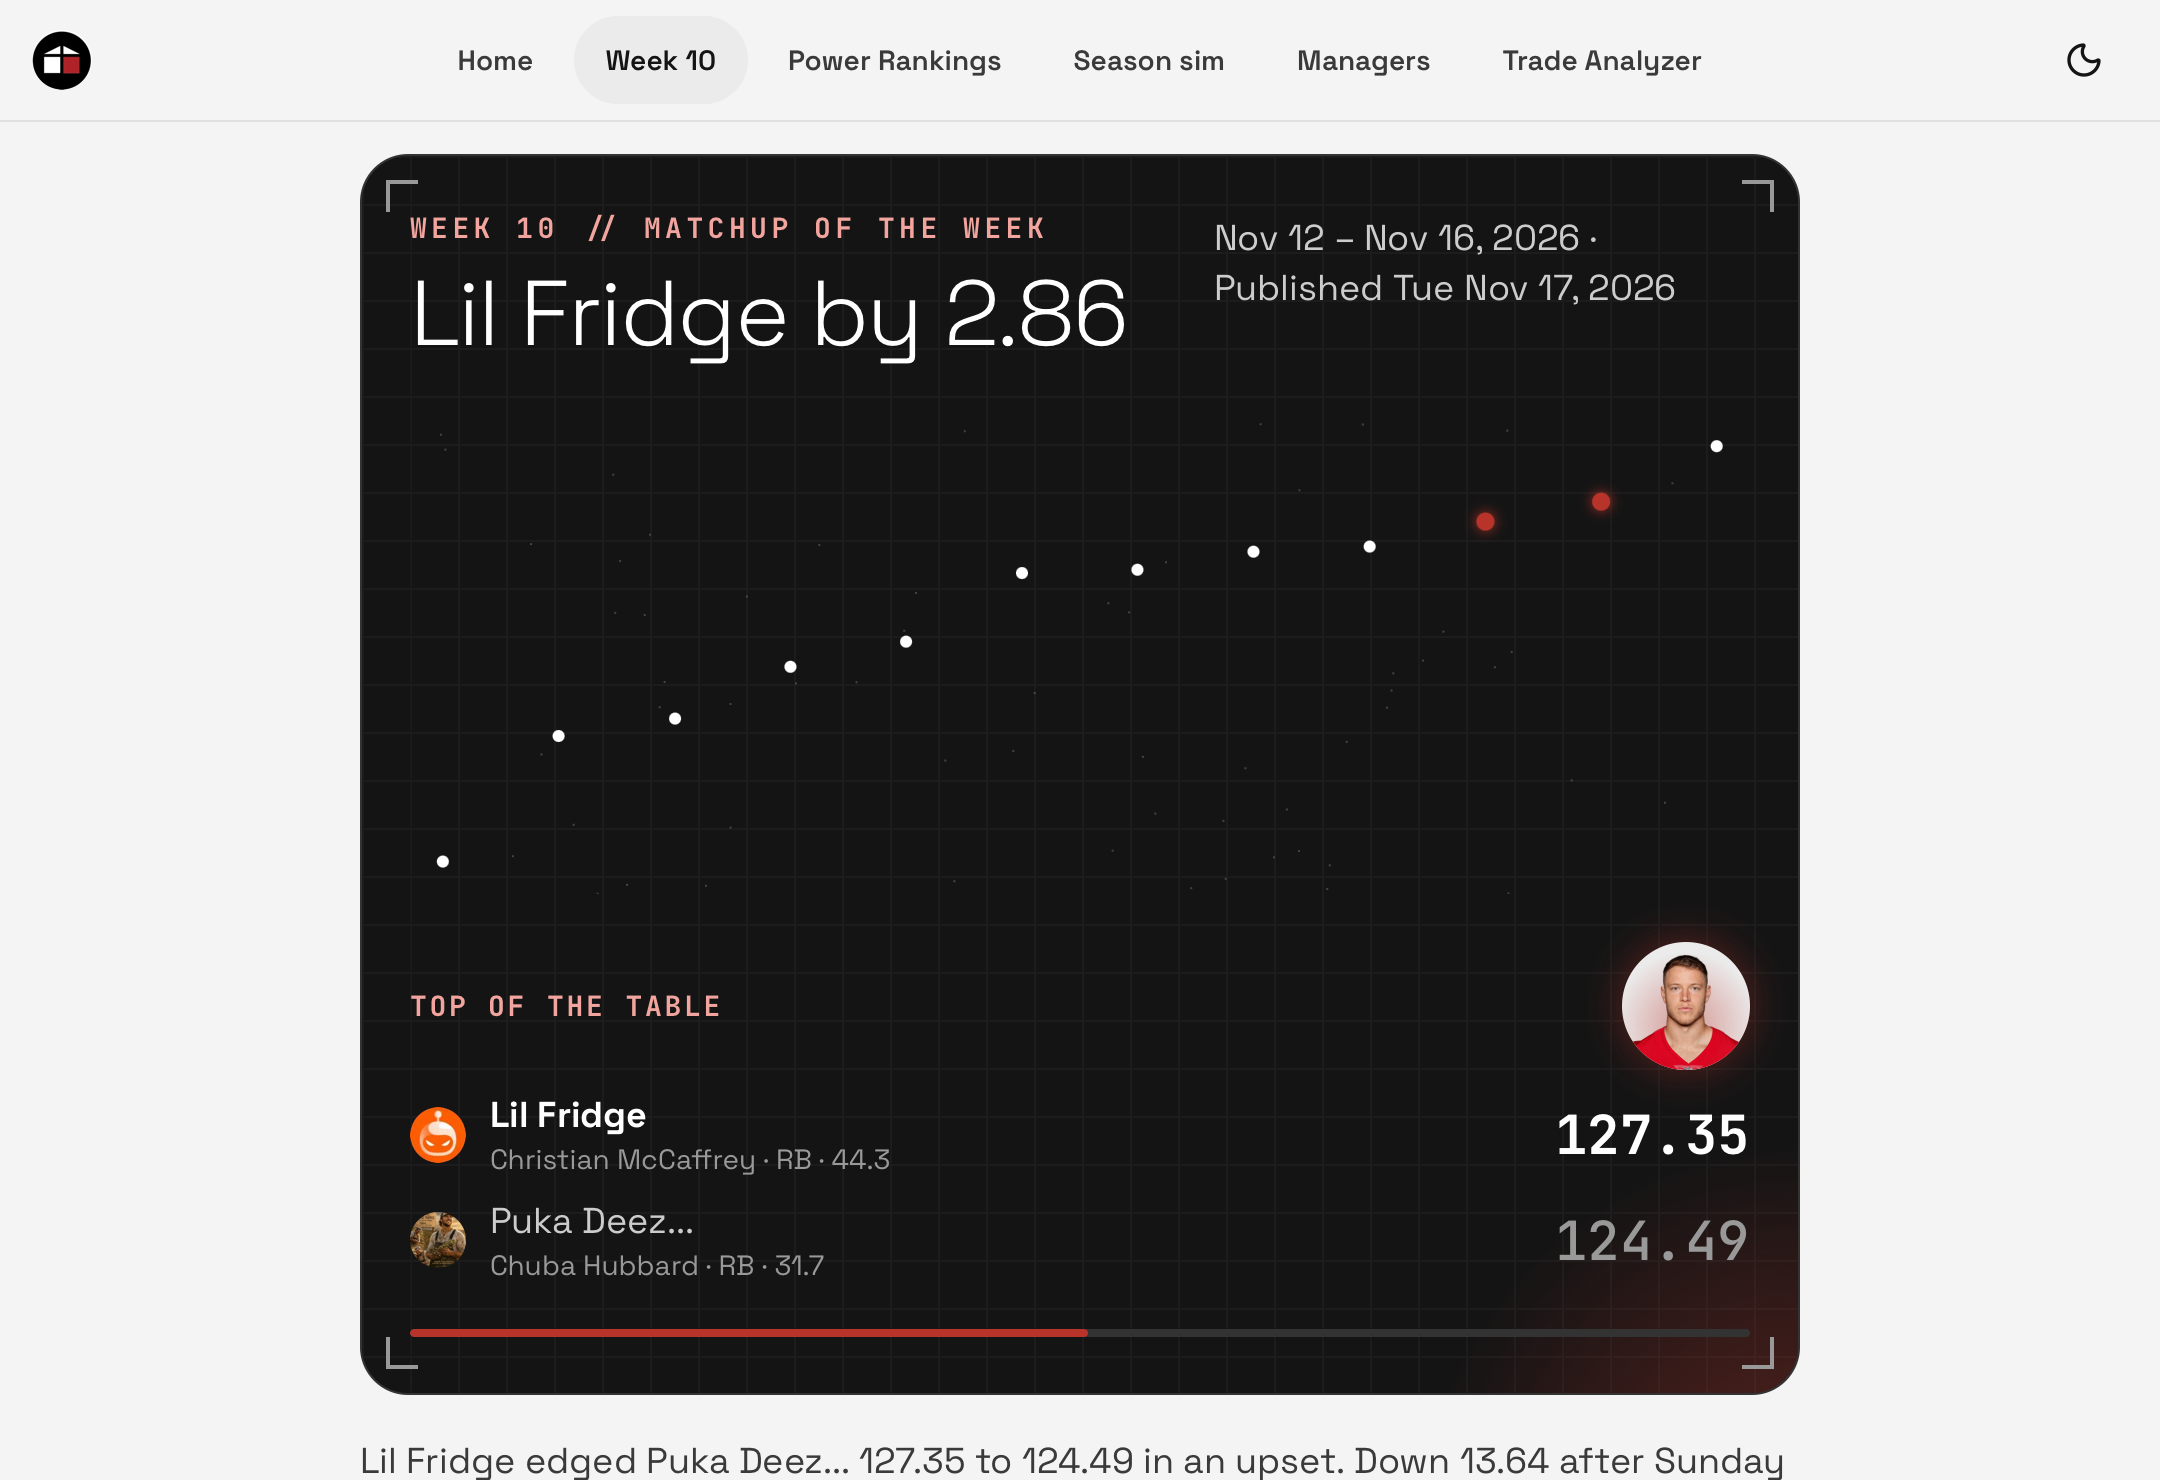 Home Week 10 Power Rankings Season sim Managers Trade Analyzer
WEEK 10 // MATCHUP OF THE WEEK
Lil Fridge by 2.86
Nov 12 – Nov 16, 2026 ·
Published Tue Nov 17, 2026
TOP OF THE TABLE
Lil Fridge
Christian McCaffrey · RB · 44.3
127.35
Puka Deez...
Chuba Hubbard · RB · 31.7
124.49
Lil Fridge edged Puka Deez... 127.35 to 124.49 in an upset. Down 13.64 after Sunday